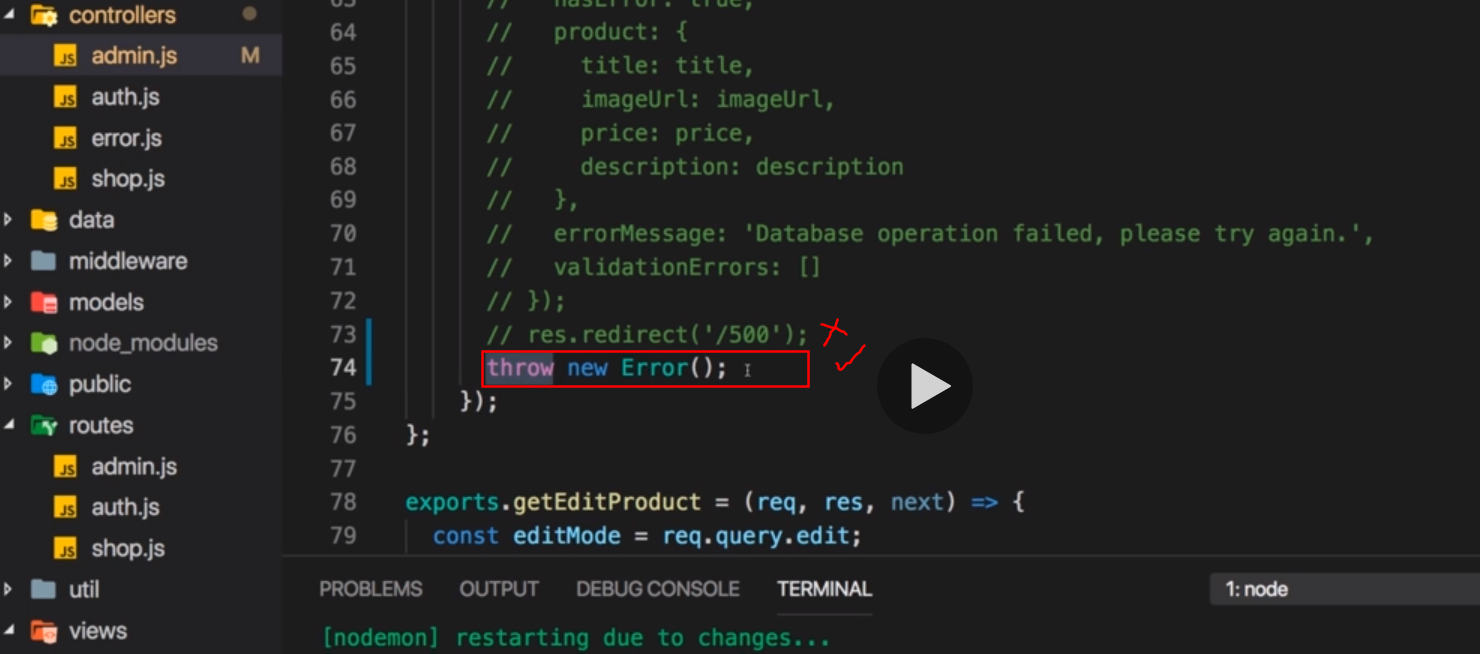 controllers
admin.js M
auth.js
error.js
shop.js
data
middleware
models
node_modules
public
routes
admin.js
auth.js
shop.js
util
views
63 // hasError: true,
64 // product: {
65 // title: title,
66 // imageUrl: imageUrl,
67 // price: price,
68 // description: description
69 // },
70 // errorMessage: 'Database operation failed, please try again.',
71 // validationErrors: []
72 // });
73 // res.redirect('/500');
74 throw new Error();
75 });
76 };
77
78 exports.getEditProduct = (req, res, next) => {
79 const editMode = req.query.edit;
PROBLEMS OUTPUT DEBUG CONSOLE TERMINAL 1: node
[nodemon] restarting due to changes...